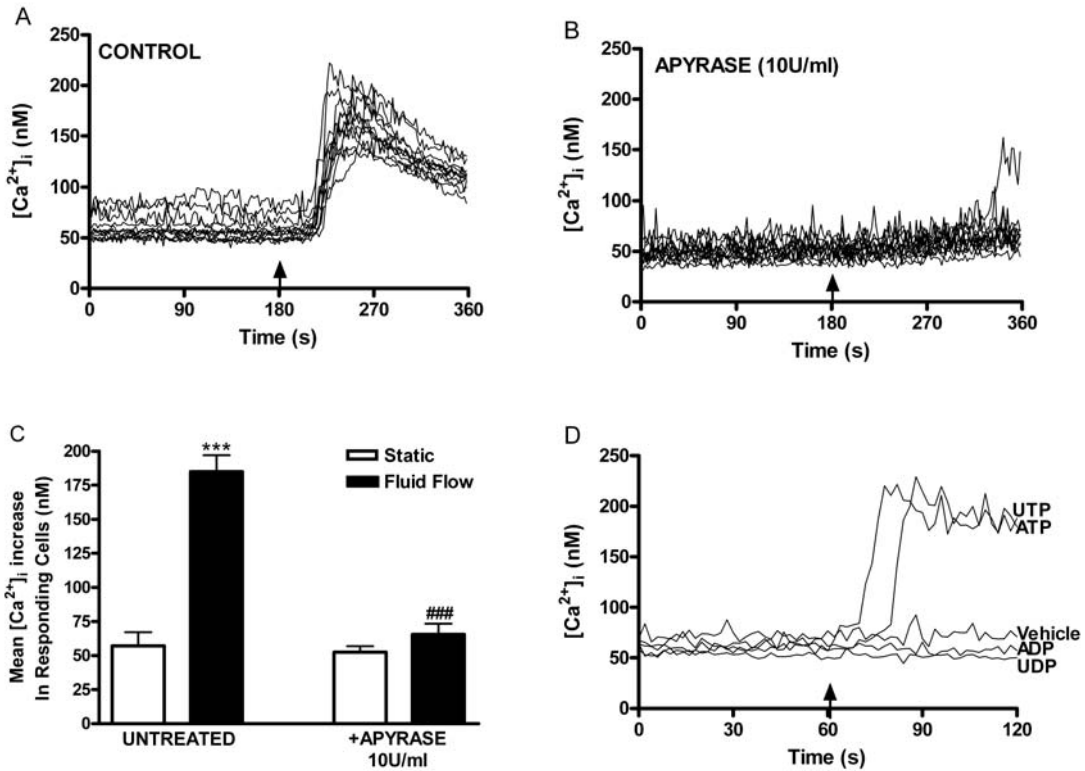 A
CONTROL
250
200
150
100
50
0
[Ca2+]i (nM)
0 90 180 270 360
Time (s)
B
APYRASE (10U/ml)
250
200
150
100
50
0
[Ca2+]i (nM)
0 90 180 270 360
Time (s)
C
Mean [Ca2+]i increase
In Responding Cells (nM)
200
175
150
125
100
75
50
25
0
***
###
Static
Fluid Flow
UNTREATED
+APYRASE
10U/ml
D
250
200
150
100
50
0
[Ca2+]i (nM)
UTP
ATP
Vehicle
ADP
UDP
0 30 60 90 120
Time (s)